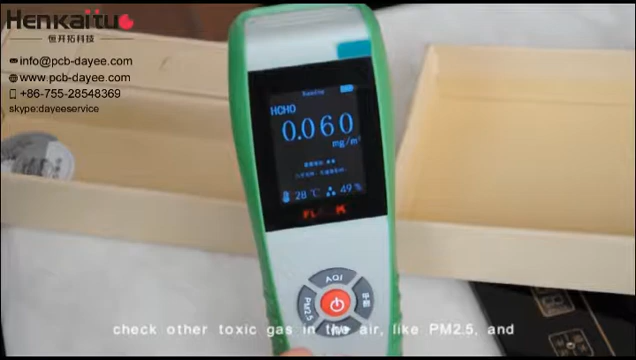 Henkaituo
恒开拓科技
info@pcb-dayee.com
www.pcb-dayee.com
+86-755-28548369
skype:dayeeservice
HCHO
0.060
mg/m³
28 ℃ 49 %
AQI
PM2.5
check other toxic gas in the air, like PM2.5, and